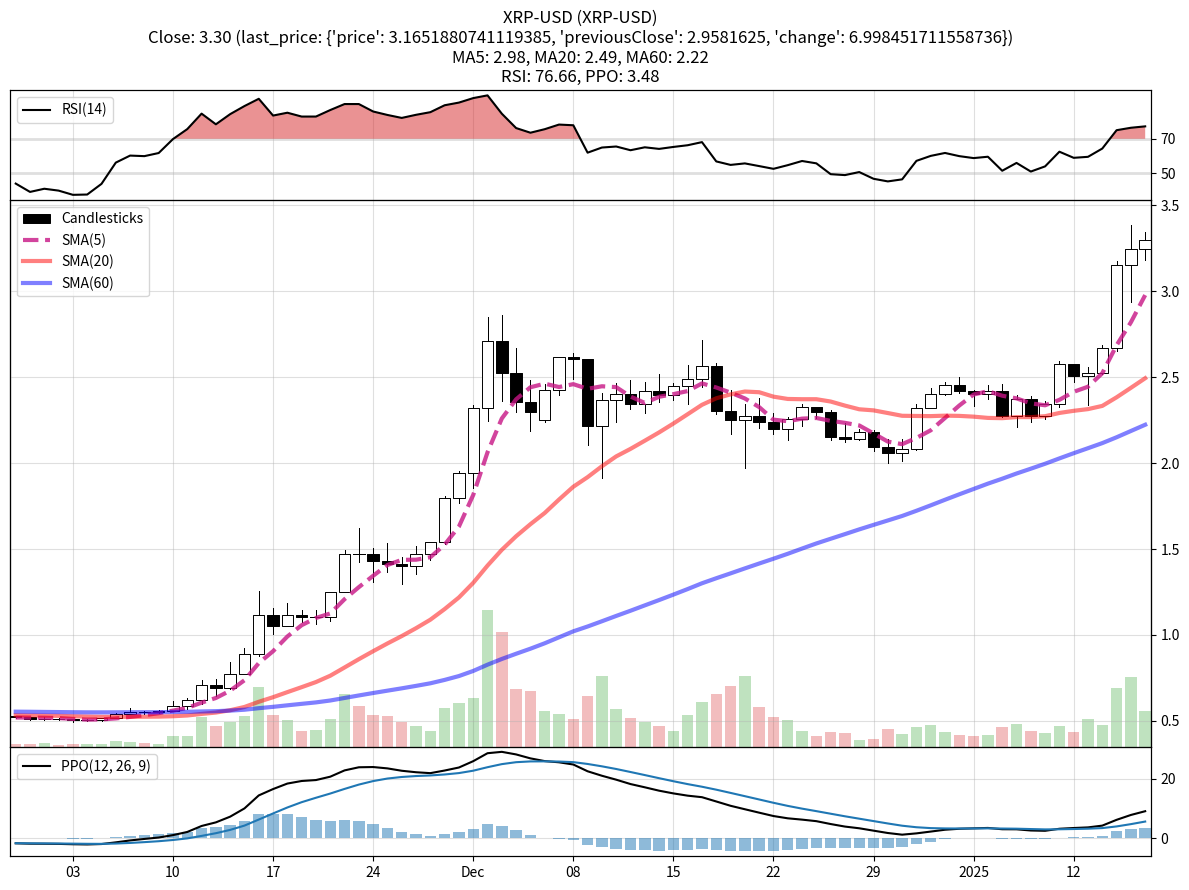 XRP-USD (XRP-USD)
Close: 3.30 (last_price: {'price': 3.1651880741119385, 'previousClose': 2.9581625, 'change': 6.998451711558736})
MA5: 2.98, MA20: 2.49, MA60: 2.22
RSI: 76.66, PPO: 3.48
RSI(14)
70
50
Candlesticks
SMA(5)
SMA(20)
SMA(60)
3.5
3.0
2.5
2.0
1.5
1.0
0.5
PPO(12, 26, 9)
20
0
03 10 17 24 Dec 08 15 22 29 2025 12